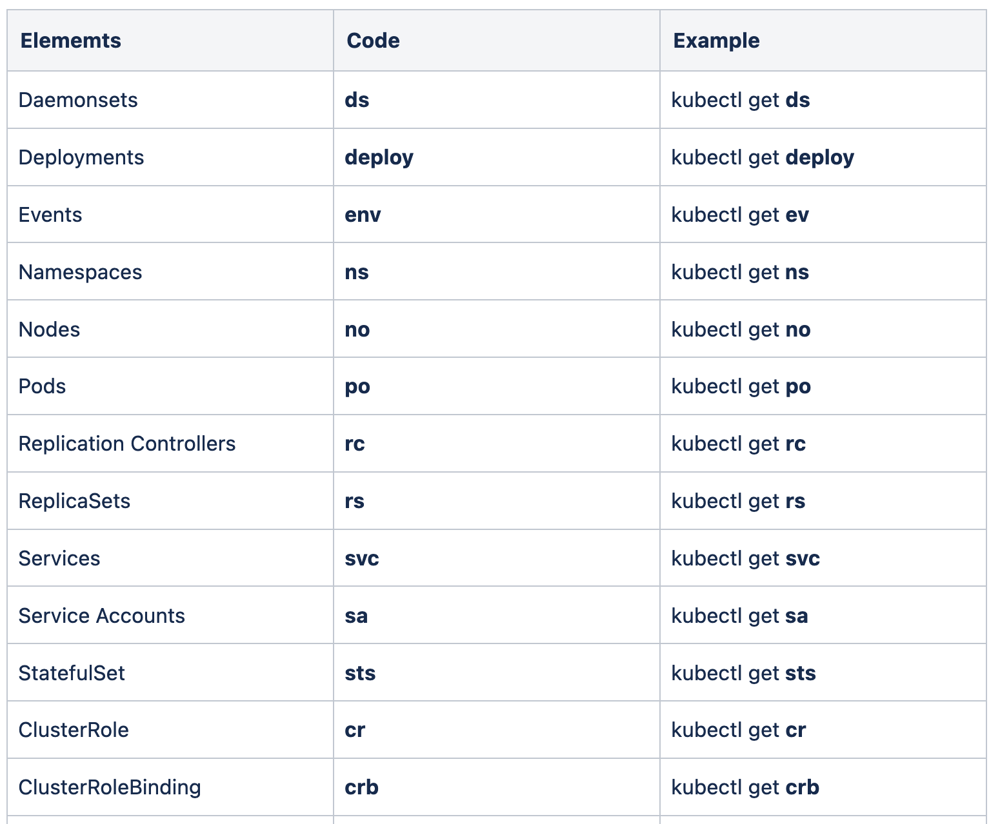 Elememts Code Example
Daemonsets ds kubectl get ds
Deployments deploy kubectl get deploy
Events env kubectl get ev
Namespaces ns kubectl get ns
Nodes no kubectl get no
Pods po kubectl get po
Replication Controllers rc kubectl get rc
ReplicaSets rs kubectl get rs
Services svc kubectl get svc
Service Accounts sa kubectl get sa
StatefulSet sts kubectl get sts
ClusterRole cr kubectl get cr
ClusterRoleBinding crb kubectl get crb